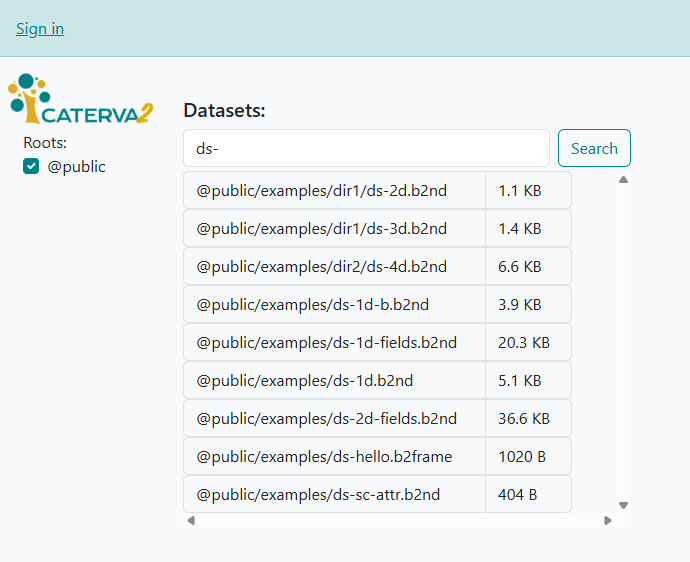 Sign in
CATERVA2
Roots:
@public
Datasets:
ds-
Search
@public/examples/dir1/ds-2d.b2nd 1.1 KB
@public/examples/dir1/ds-3d.b2nd 1.4 KB
@public/examples/dir2/ds-4d.b2nd 6.6 KB
@public/examples/ds-1d-b.b2nd 3.9 KB
@public/examples/ds-1d-fields.b2nd 20.3 KB
@public/examples/ds-1d.b2nd 5.1 KB
@public/examples/ds-2d-fields.b2nd 36.6 KB
@public/examples/ds-hello.b2frame 1020 B
@public/examples/ds-sc-attr.b2nd 404 B